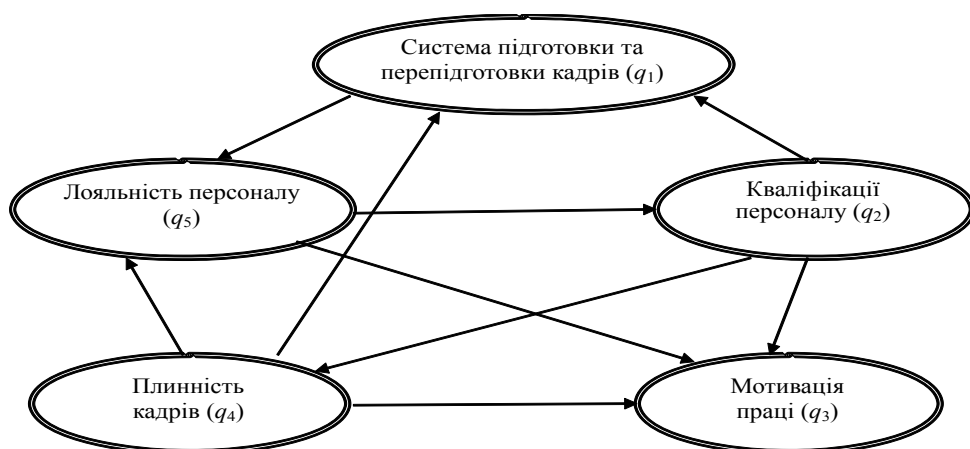 Система підготовки та
перепідготовки кадрів (q1)
Лояльність персоналу
(q5)
Кваліфікації
персоналу (q2)
Плинність
кадрів (q4)
Мотивація
праці (q3)